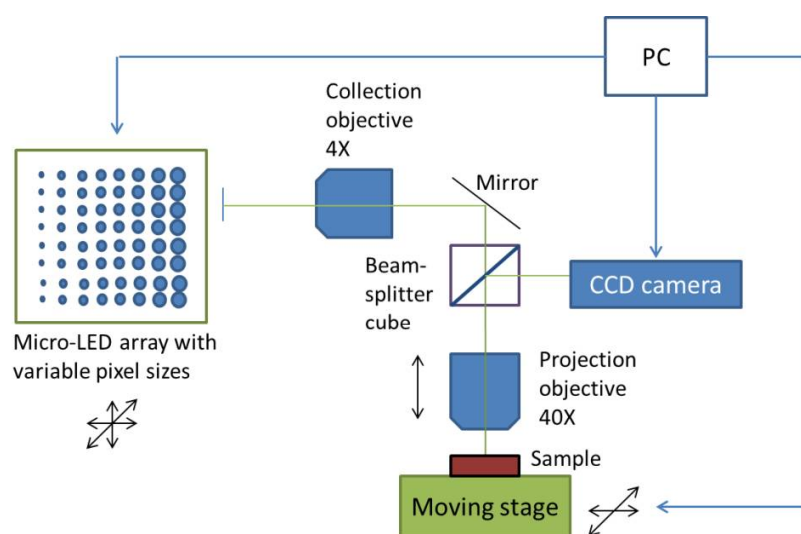 PC
Collection
objective
4X
Mirror
Beam-
splitter
cube
CCD camera
Micro-LED array with
variable pixel sizes
Projection
objective
40X
Sample
Moving stage